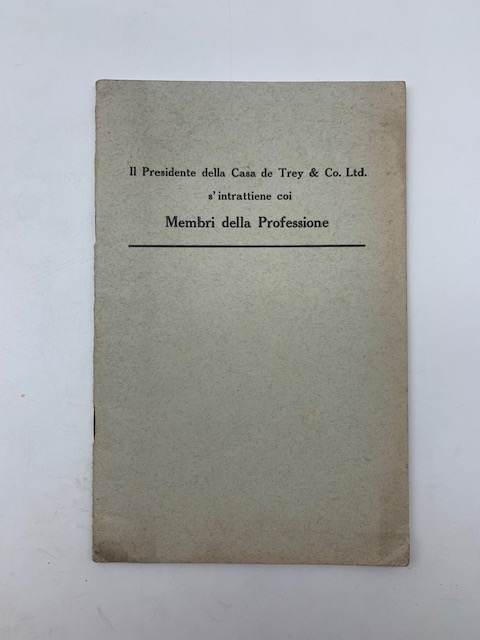 Il Presidente della Casa de Trey & Co. Ltd.
s'intrattiene coi
Membri della Professione